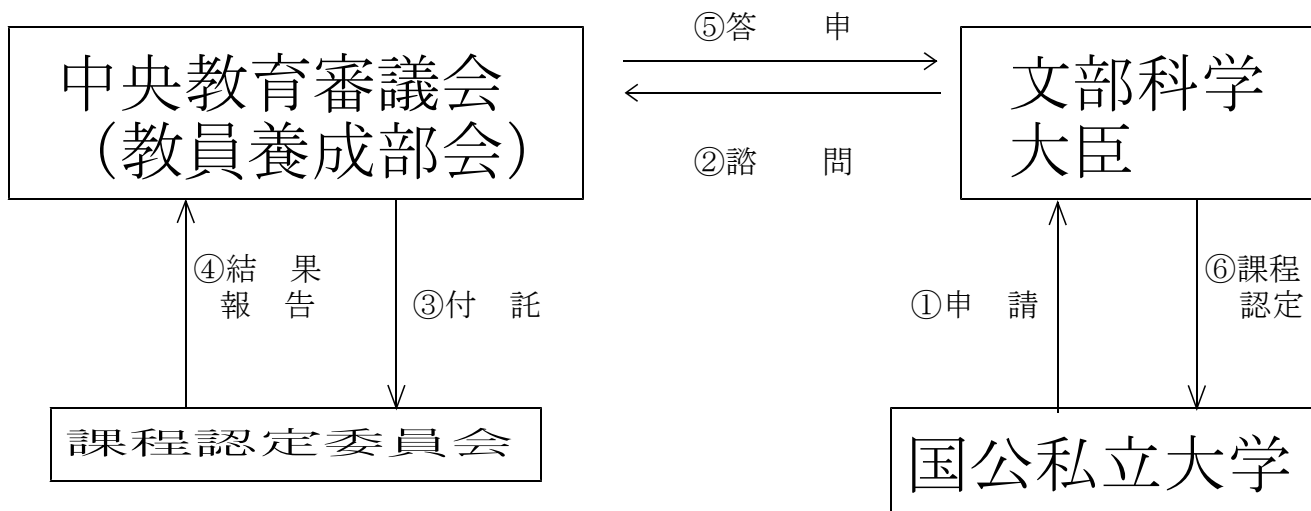 ⑤答　申
中央教育審議会
（教員養成部会）
文部科学
大臣
②諮　問
④結　果
報　告
③付　託
①申　請
⑥課程
認定
課程認定委員会
国公私立大学